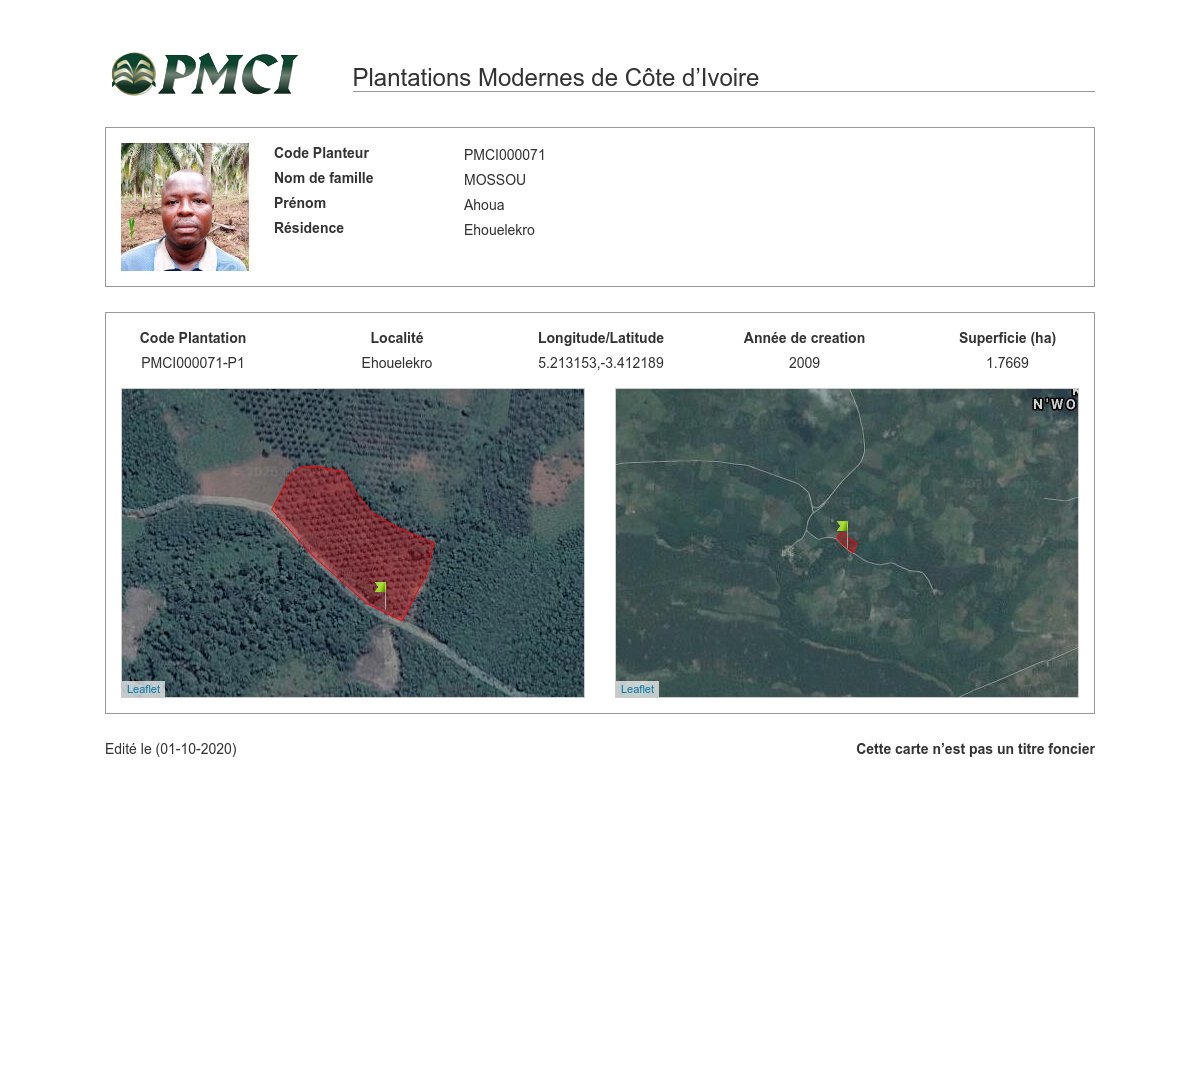 PMCI
Plantations Modernes de Côte d’Ivoire
Code Planteur PMCI000071
Nom de famille MOSSOU
Prénom Ahoua
Résidence Ehouelekro
Code Plantation Localité Longitude/Latitude Année de creation Superficie (ha)
PMCI000071-P1 Ehouelekro 5.213153,-3.412189 2009 1.7669
N'WO
Leaflet
Leaflet
Edité le (01-10-2020)
Cette carte n’est pas un titre foncier